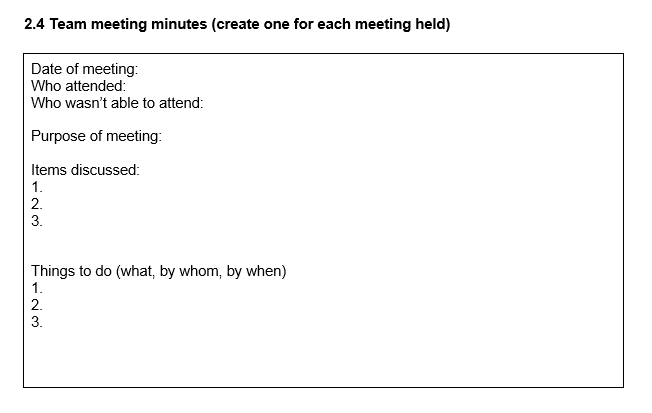 2.4 Team meeting minutes (create one for each meeting held)
Date of meeting:
Who attended:
Who wasn't able to attend:
Purpose of meeting:
Items discussed:
1.
2.
3.
Things to do (what, by whom, by when)
1.
2.
3.